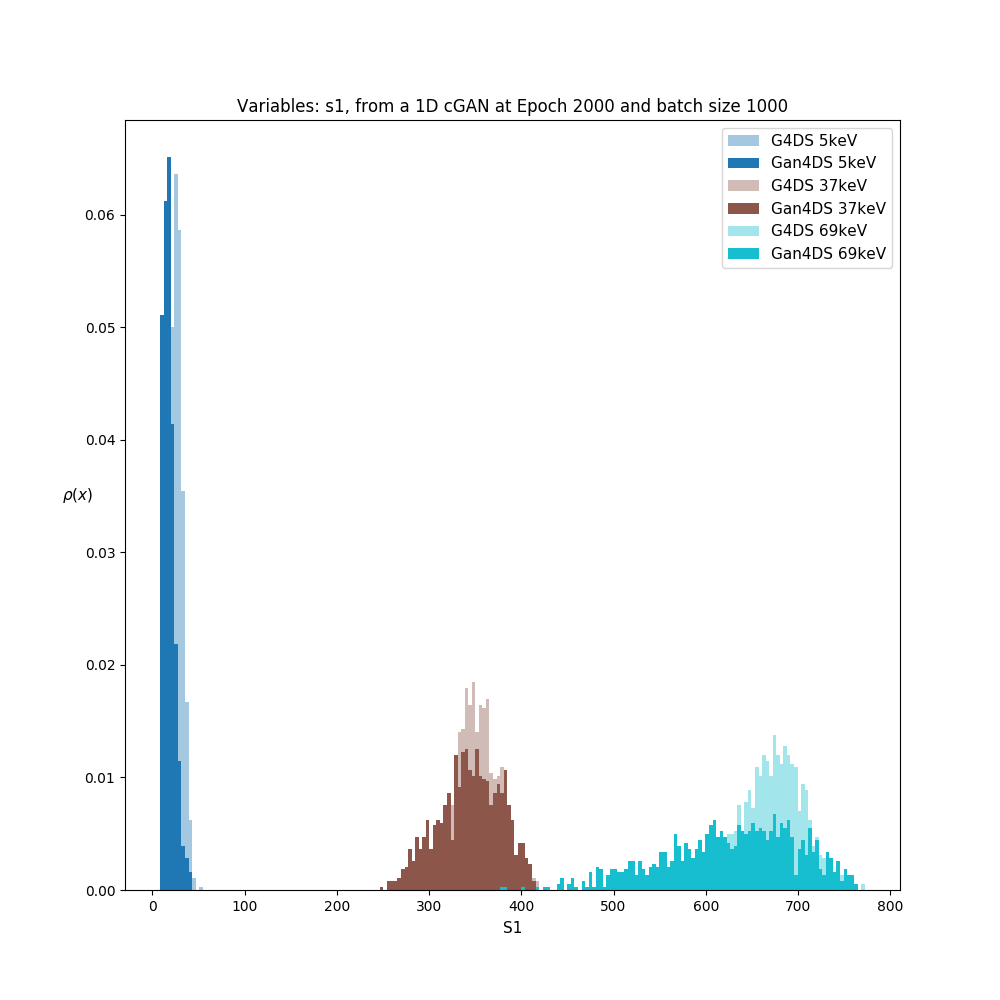 Variables: s1, from a 1D cGAN at Epoch 2000 and batch size 1000
G4DS 5keV
Gan4DS 5keV
G4DS 37keV
Gan4DS 37keV
G4DS 69keV
Gan4DS 69keV
0.06
0.05
0.04
ρ(x)
0.03
0.02
0.01
0.00
0 100 200 300 400 500 600 700 800
S1